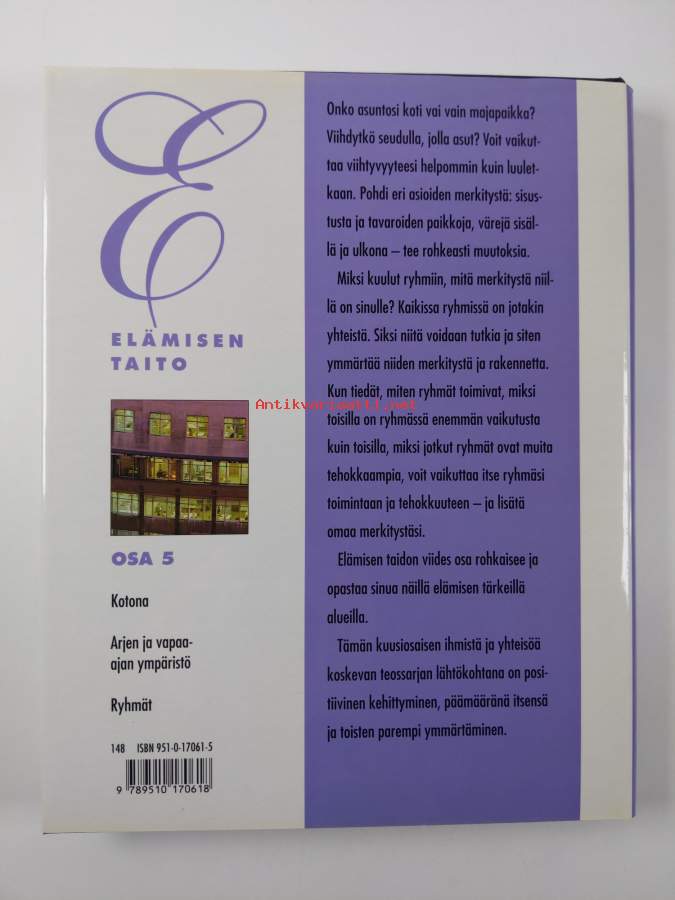 E
ELÄMISEN
TAITO
OSA 5
Kotona
Arjen ja vapaa-
ajan ympäristö
Ryhmät
148 ISBN 951-0-17061-5
9 789510 170618
Onko asuntosi koti vai vain majapaikka?
Viihdytkö seudulla, jolla asut? Voit vaikut-
taa viihtyvyyteesi helpommin kuin luulet-
kaan. Pohdi eri asioiden merkitystä: sisus-
tusta ja tavaroiden paikkoja, värejä sisäl-
lä ja ulkona – tee rohkeasti muutoksia.
Miksi kuulut ryhmiin, mitä merkitystä niil-
lä on sinulle? Kaikissa ryhmissä on jotakin
yhteistä. Siksi niitä voidaan tutkia ja siten
ymmärtää niiden merkitystä ja rakennetta.
Kun tiedät, miten ryhmät toimivat, miksi
toisilla on ryhmässä enemmän vaikutusta
kuin toisilla, miksi jotkut ryhmät ovat muita
tehokkaampia, voit vaikuttaa itse ryhmäsi
toimintaan ja tehokkuuteen – ja lisätä
omaa merkitystäsi.
Elämisen taidon viides osa rohkaisee ja
opastaa sinua näillä elämisen tärkeillä
alueilla.
Tämän kuusiosaisen ihmistä ja yhteisöä
koskevan teossarjan lähtökohtana on posi-
tiivinen kehittyminen, päämääränä itsensä
ja toisten parempi ymmärtäminen.
Antikvariaatti.net